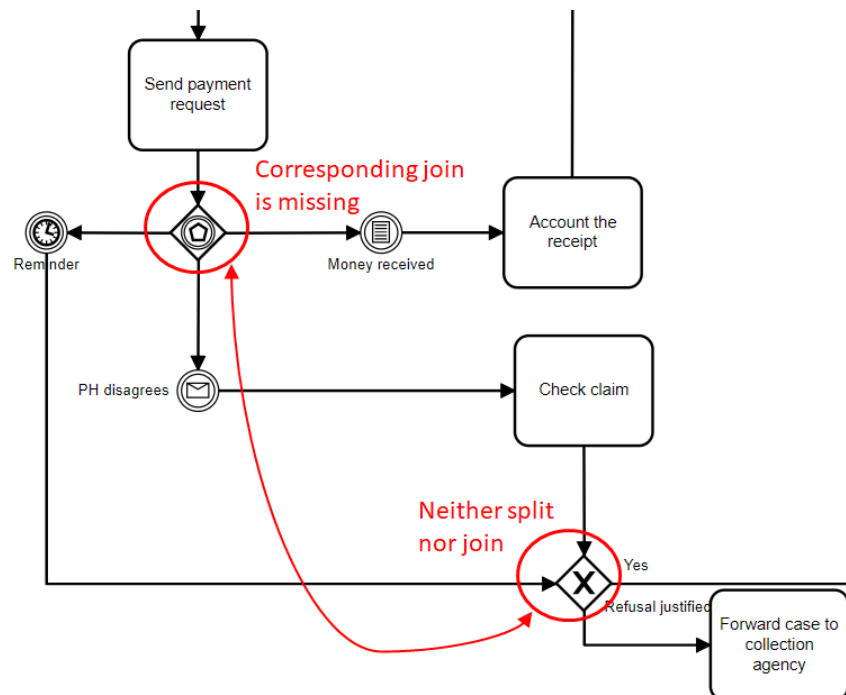 Send payment
request
Corresponding join
is missing
Account the
receipt
Reminder
Money received
PH disagrees
Check claim
Neither split
nor join
X
Yes
Refusal justified
Forward case to
collection
agency